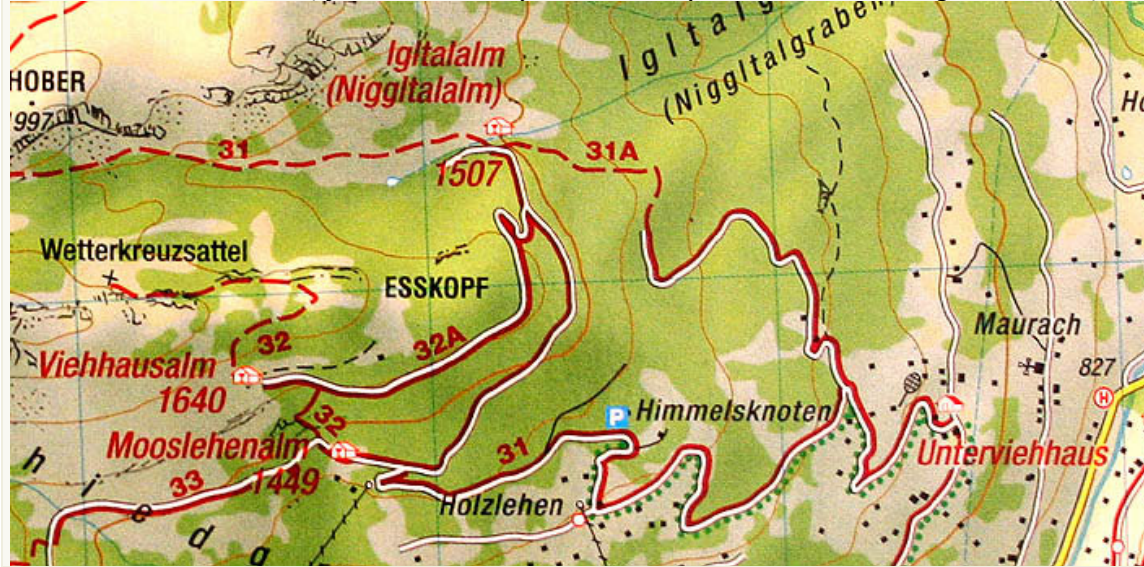 Igltalg
(Niggltalgraben)
Igltalalm
(Niggltalalm)
HOBER
997
31
31A
1507
Wetterkreuzsattel
ESSKOPF
32
32A
Viehhausalm
1640
Maurach
827
H
P
Himmelsknoten
32
Mooslehenalm
1449
31
Unterviehhaus
33
Holzlehen
h i e d a